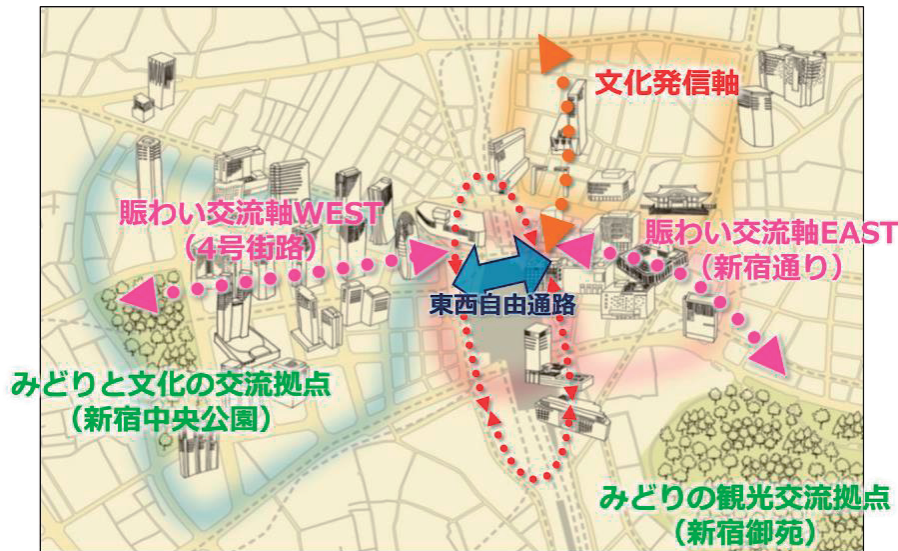 文化発信軸
賑わい交流軸WEST
（4号街路）
賑わい交流軸EAST
（新宿通り）
東西自由通路
みどりと文化の交流拠点
（新宿中央公園）
みどりの観光交流拠点
（新宿御苑）